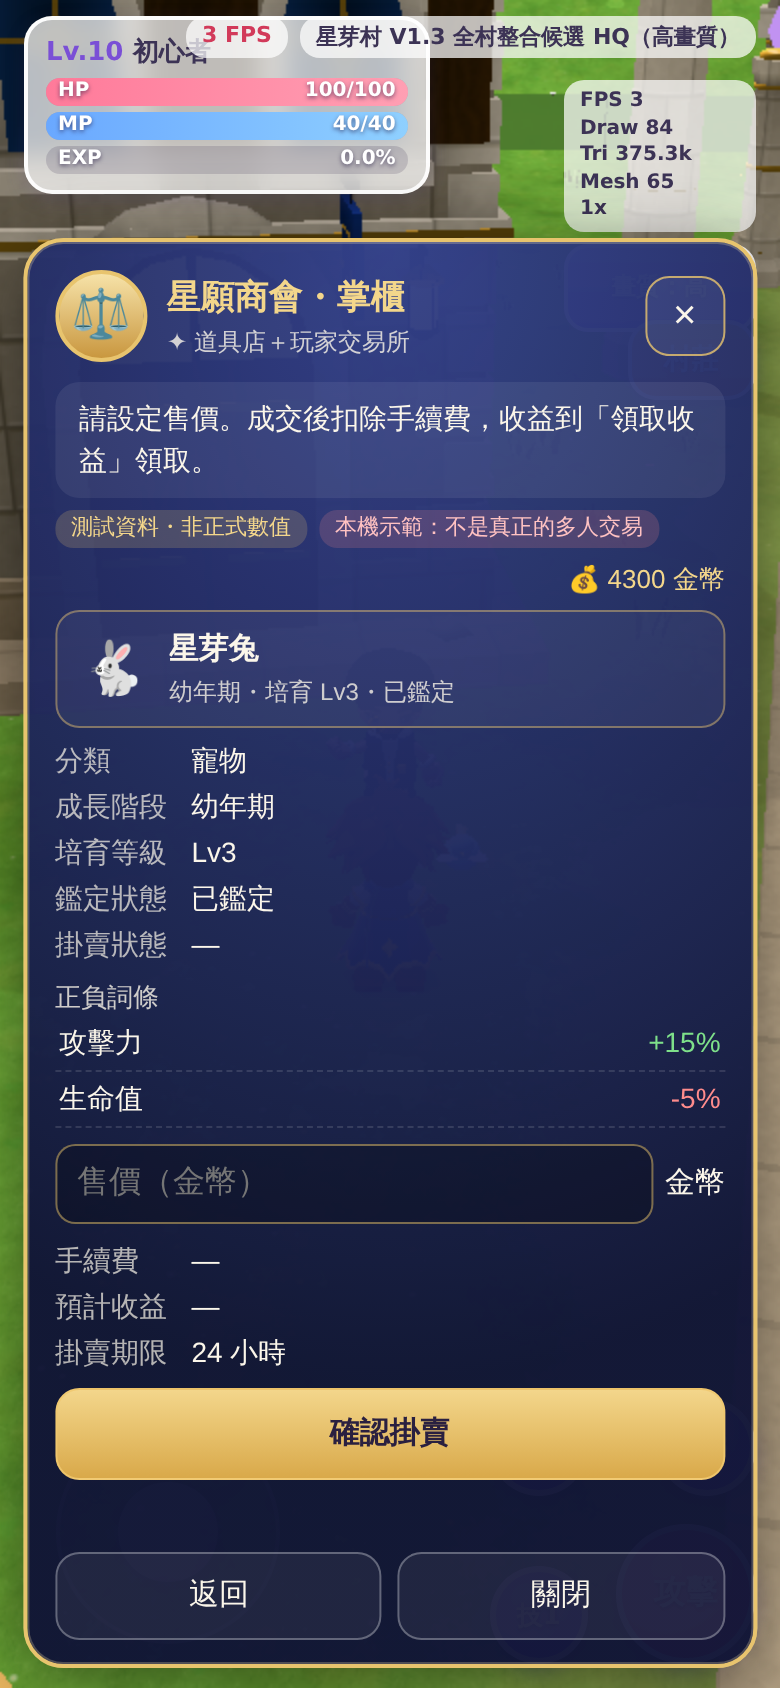 Lv.10 初心者
3 FPS
星芽村 V1.3 全村整合候選 HQ（高畫質）
HP 100/100
MP 40/40
EXP 0.0%
FPS 3
Draw 84
Tri 375.3k
Mesh 65
1x
星願商會・掌櫃
✦ 道具店＋玩家交易所
×
請設定售價。成交後扣除手續費，收益到「領取收
益」領取。
測試資料・非正式數值
本機示範：不是真正的多人交易
💰 4300 金幣
星芽兔
幼年期・培育 Lv3・已鑑定
分類 寵物
成長階段 幼年期
培育等級 Lv3
鑑定狀態 已鑑定
掛賣狀態 —
正負詞條
攻擊力 +15%
生命值 -5%
售價（金幣） 金幣
手續費 —
預計收益 —
掛賣期限 24 小時
確認掛賣
返回
關閉